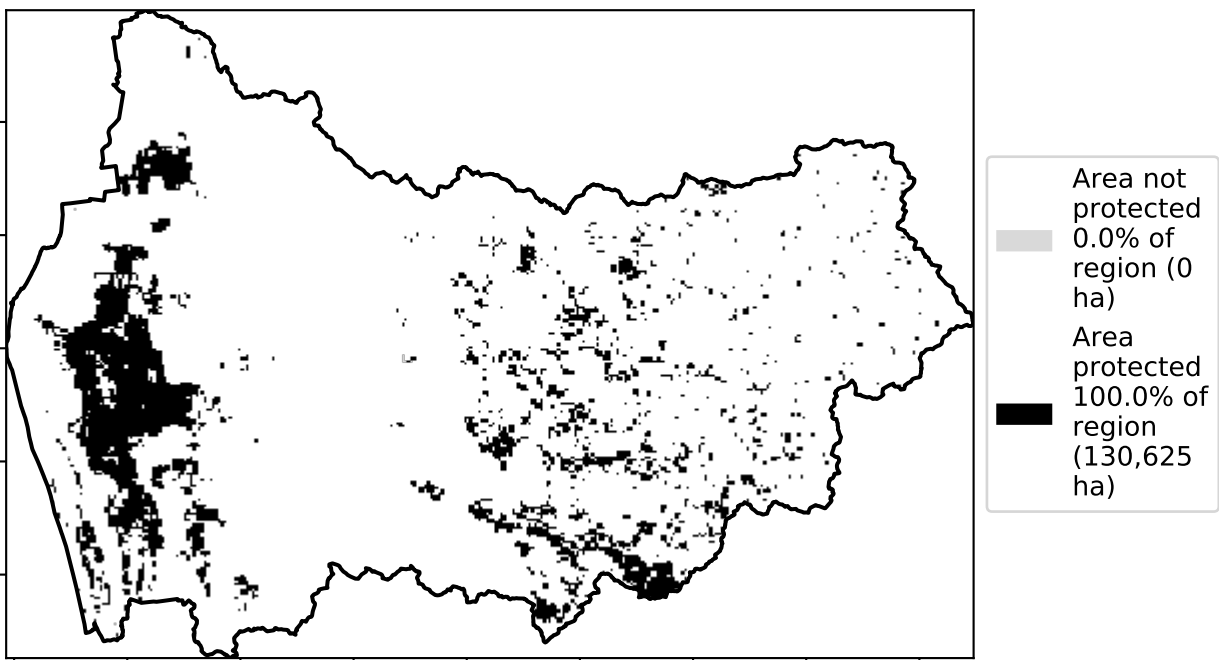 Area not
protected
0.0% of
region (0
ha)
Area
protected
100.0% of
region
(130,625
ha)